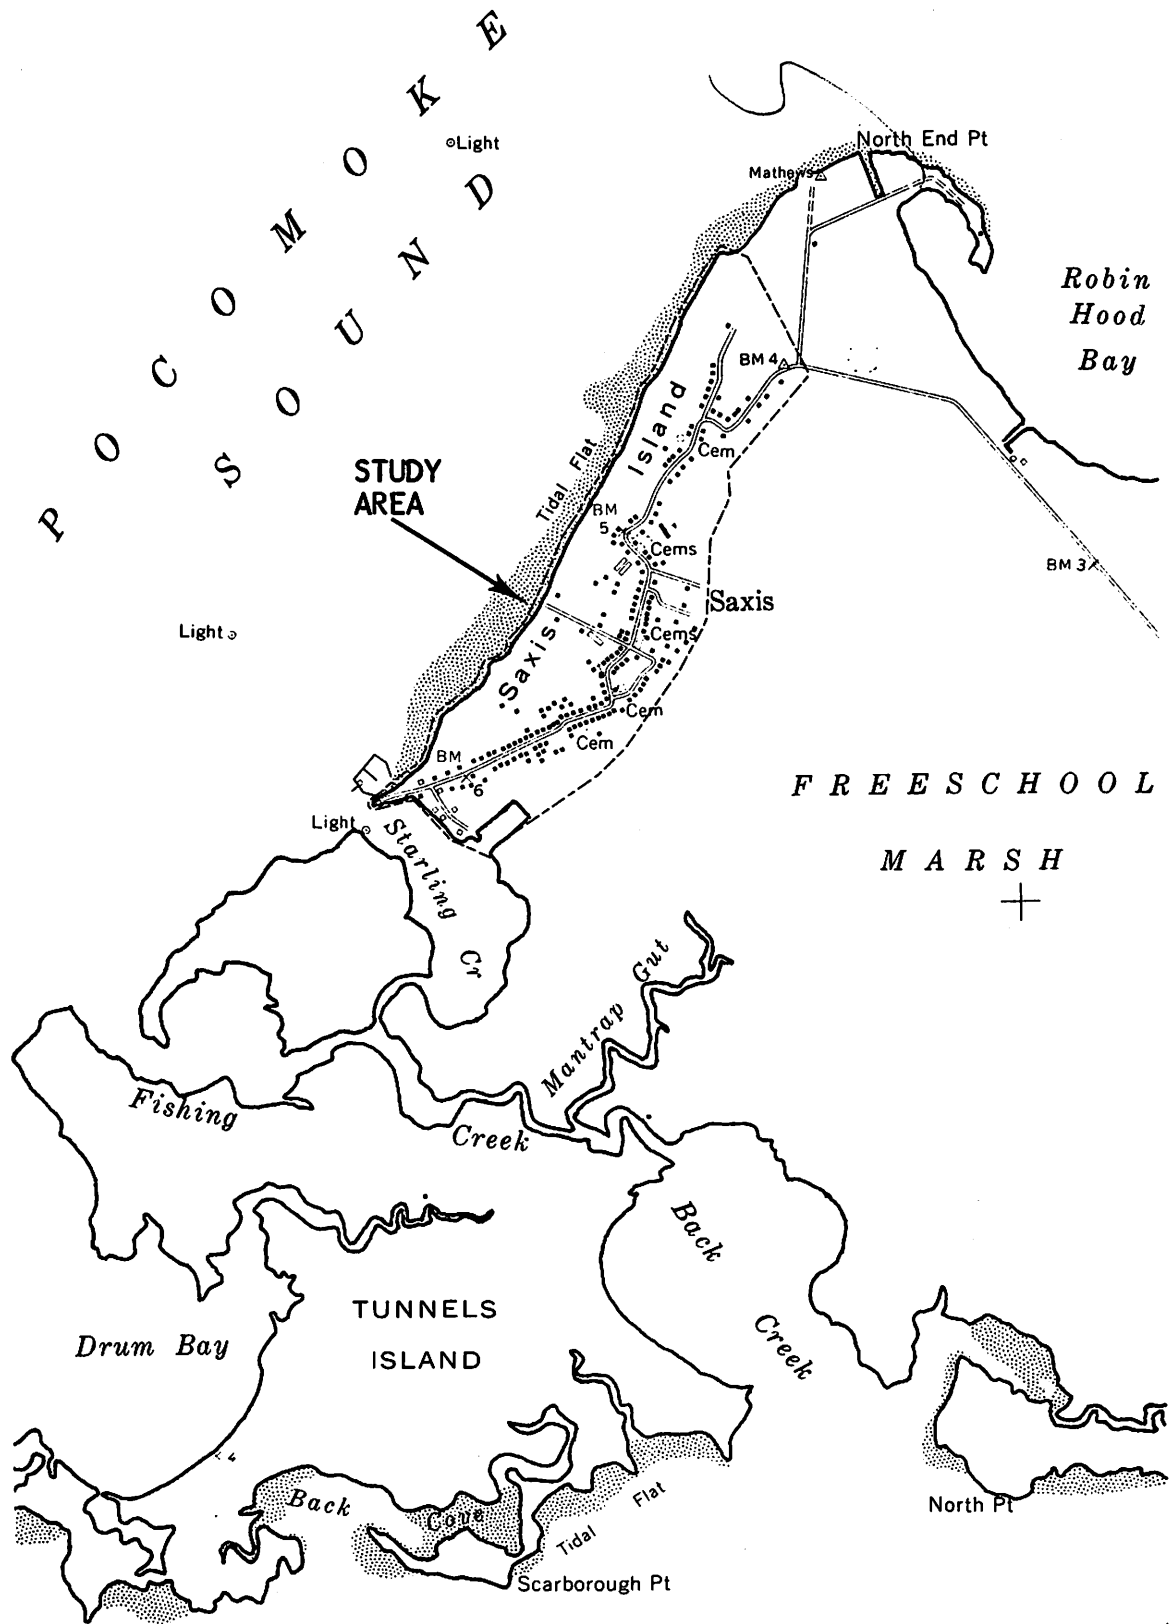 POCOMOKE
SOUND
Light
North End Pt
Mathews
Robin
Hood
Bay
BM 4
Island
Cem
Tidal Flat
STUDY
AREA
BM
5
Cems
BM 3
Saxis
Light
Cems
Saxis
Cem
Cem
BM
6
FREESCHOOL
MARSH
Light
Starling
Cr
Mantrap Gut
Fishing
Creek
Back
Creek
TUNNELS
ISLAND
Drum Bay
4
Back
Cove
Tidal Flat
North Pt
Scarborough Pt